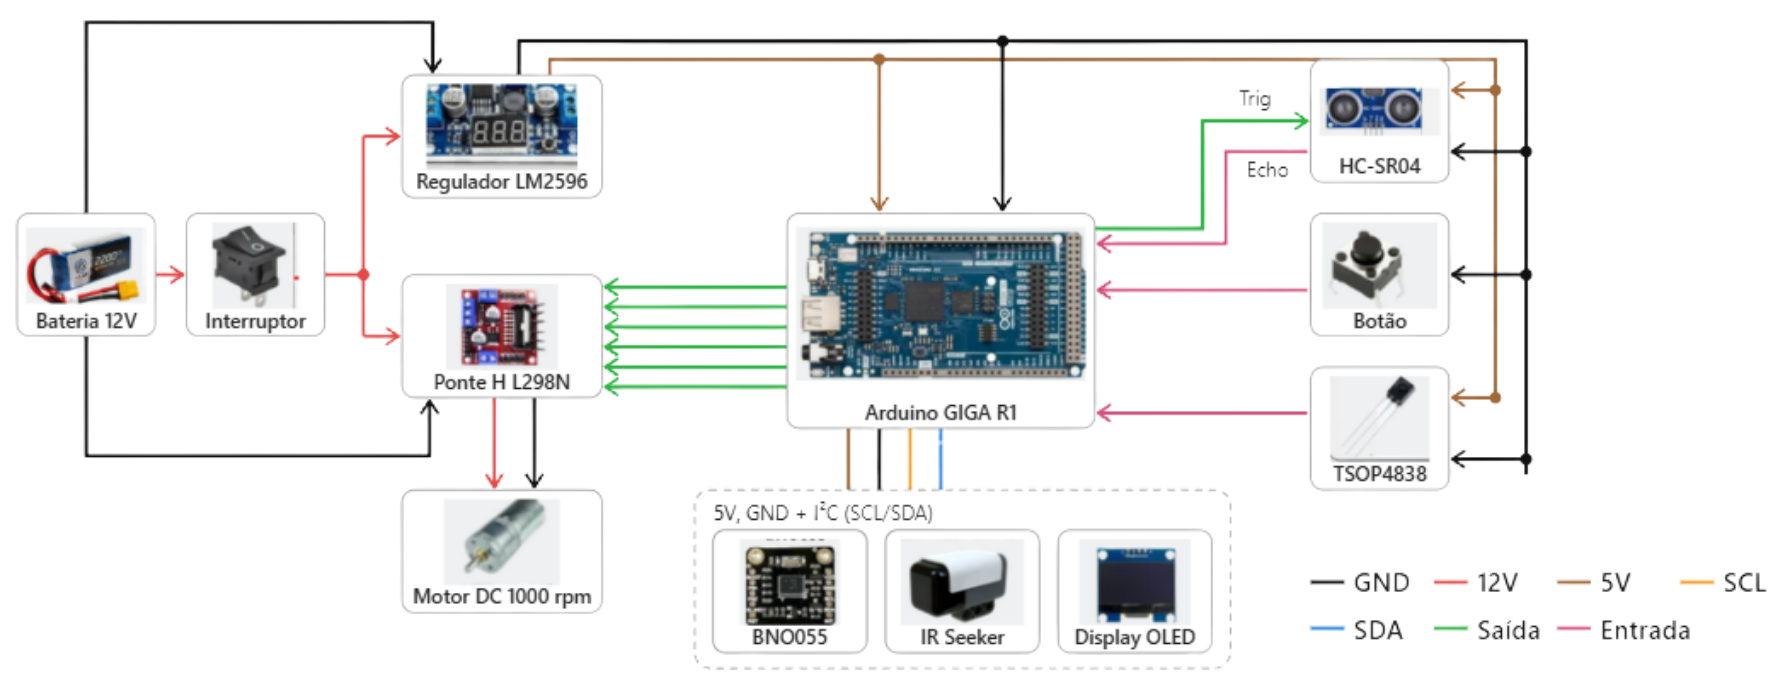 Regulador LM2596
Trig
Echo
HC-SR04
Bateria 12V
Interruptor
Ponte H L298N
Arduino GIGA R1
Botão
TSOP4838
Motor DC 1000 rpm
5V, GND + I²C (SCL/SDA)
BNO055
IR Seeker
Display OLED
GND
12V
5V
SCL
SDA
Saída
Entrada